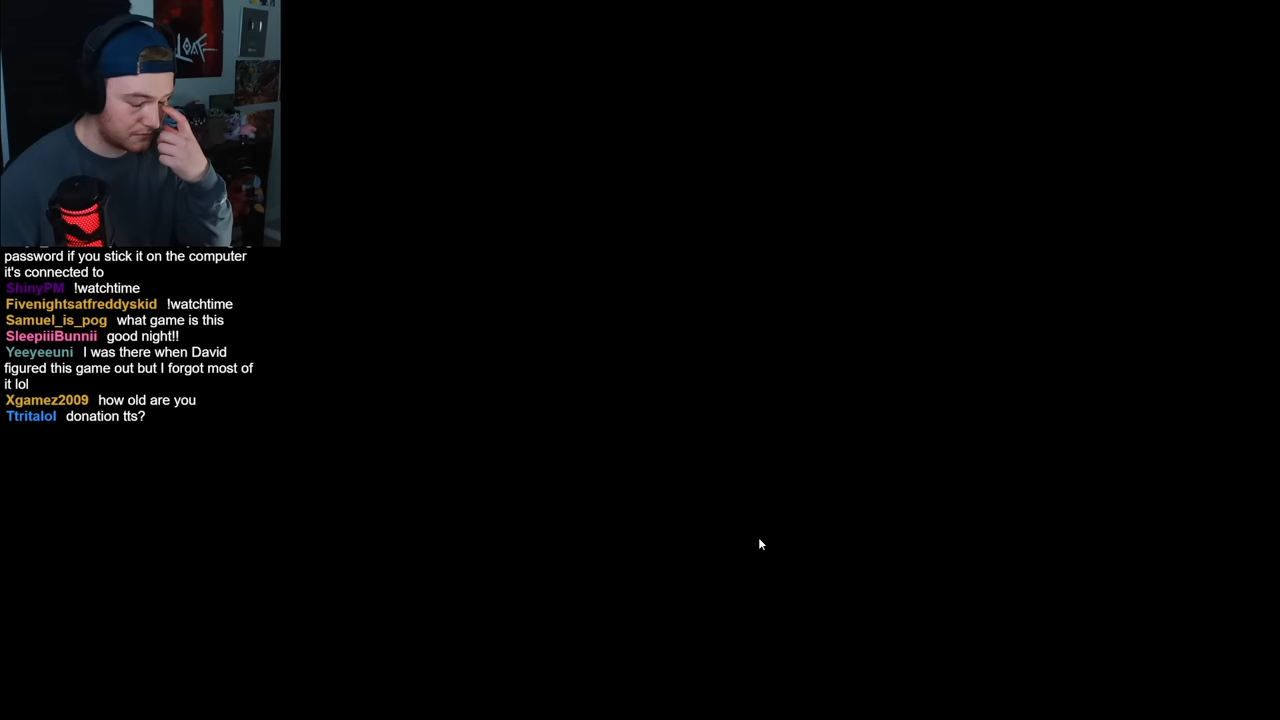 LOAF
password if you stick it on the computer
it's connected to
ShinyPM !watchtime
Fivenightsatfreddyskid !watchtime
Samuel_is_pog what game is this
SleepiiiBunnii good night!!
Yeeyeeuni I was there when David
figured this game out but I forgot most of
it lol
Xgamez2009 how old are you
Ttritalol donation tts?